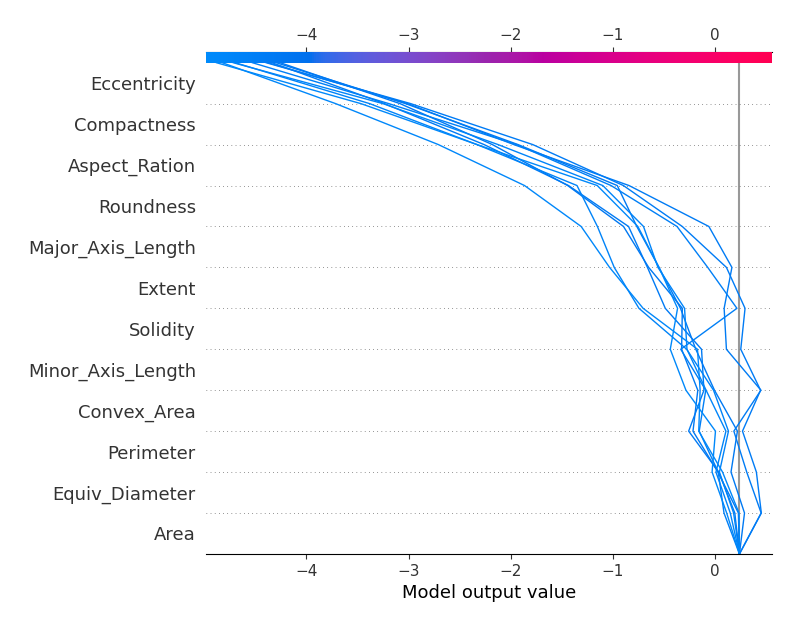 −4 −3 −2 −1 0
Eccentricity
Compactness
Aspect_Ration
Roundness
Major_Axis_Length
Extent
Solidity
Minor_Axis_Length
Convex_Area
Perimeter
Equiv_Diameter
Area
−4 −3 −2 −1 0
Model output value